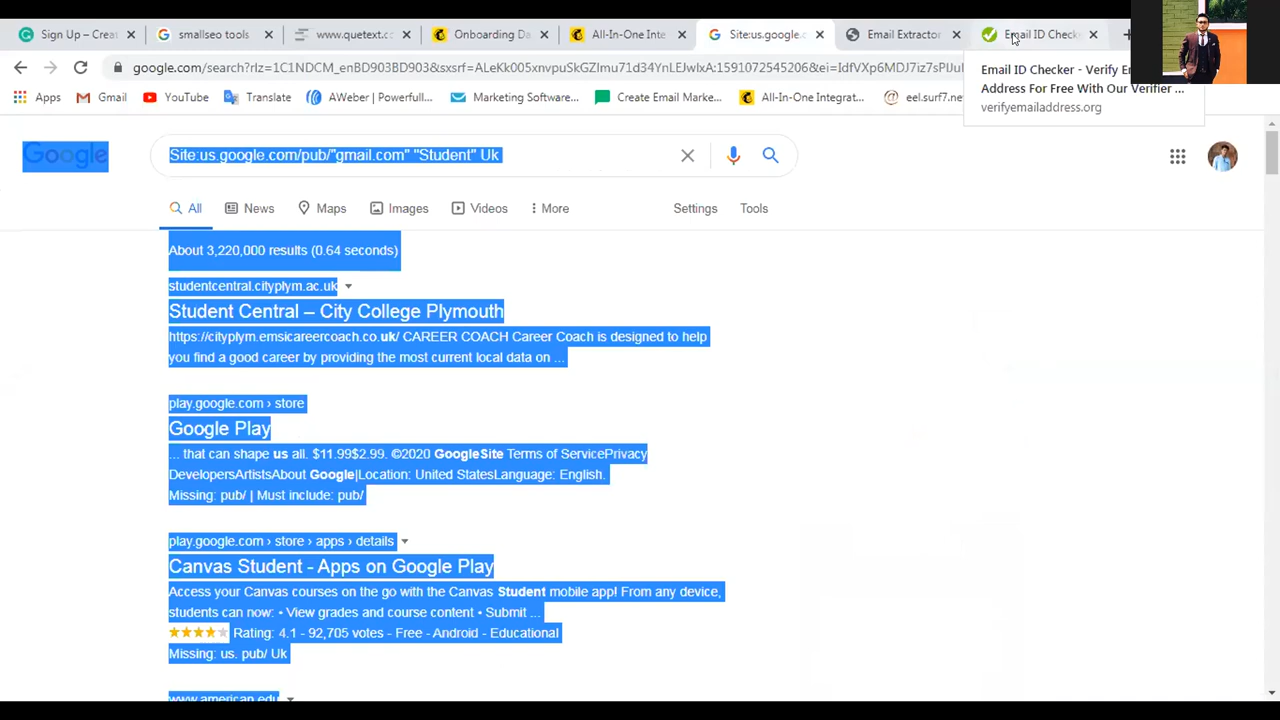 Sign Up – Creat
smallseo tools
www.quetext.co
Onboarding Da
All-In-One Inte
Site:us.google.c
Email Extractor
Email ID Check
google.com/search?rlz=1C1NDCM_enBD903BD903&sxsrf=
Email ID Checker - Verify
Address For Free With Our Verifier ...
verifyemailaddress.org
Apps
Gmail
YouTube
Translate
AWeber | Powerfull...
Marketing Software...
Create Email Marke...
All-In-One Integrat...
eel.surf7.ne
Google
Site:us.google.com/pub/"gmail.com" "Student" Uk
All
News
Maps
Images
Videos
More
Settings
Tools
About 3,220,000 results (0.64 seconds)
studentcentral.cityplym.ac.uk
Student Central – City College Plymouth
https://cityplym.emsicareercoach.co.uk/ CAREER COACH Career Coach is designed to help
you find a good career by providing the most current local data on ...
play.google.com › store
Google Play
... that can shape us all. $11.99$2.99. ©2020 GoogleSite Terms of ServicePrivacy
DevelopersArtistsAbout Google|Location: United StatesLanguage: English.
Missing: pub/ | Must include: pub/
play.google.com › store › apps › details
Canvas Student - Apps on Google Play
Access your Canvas courses on the go with the Canvas Student mobile app! From any device,
students can now: • View grades and course content • Submit ...
Rating: 4.1 - 92,705 votes - Free - Android - Educational
Missing: us. pub/ Uk
www.american.edu